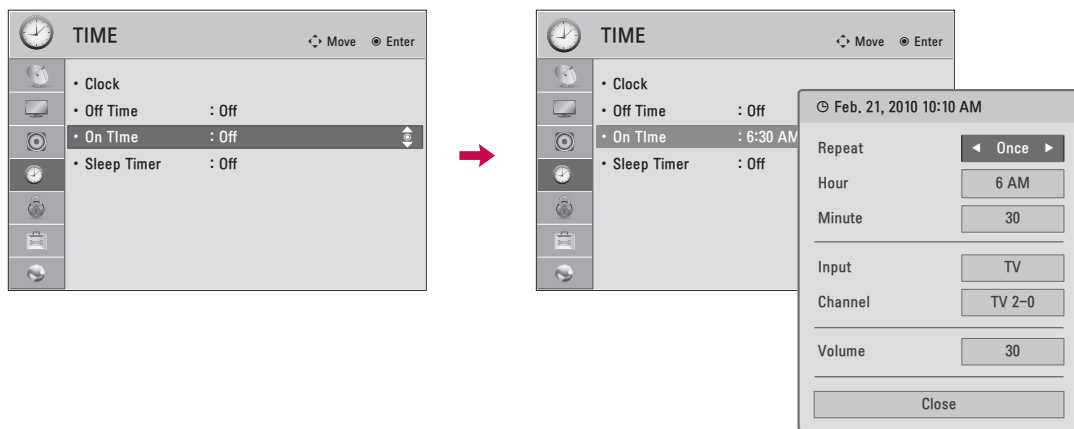 TIME
Move Enter
• Clock
• Off Time : Off
• On TIme : Off
• Sleep Timer : Off
TIME
Move Enter
• Clock
• Off Time : Off
• On TIme : 6:30 AM
• Sleep Timer : Off
Feb. 21, 2010 10:10 AM
Repeat ◄ Once ►
Hour 6 AM
Minute 30
Input TV
Channel TV 2-0
Volume 30
Close